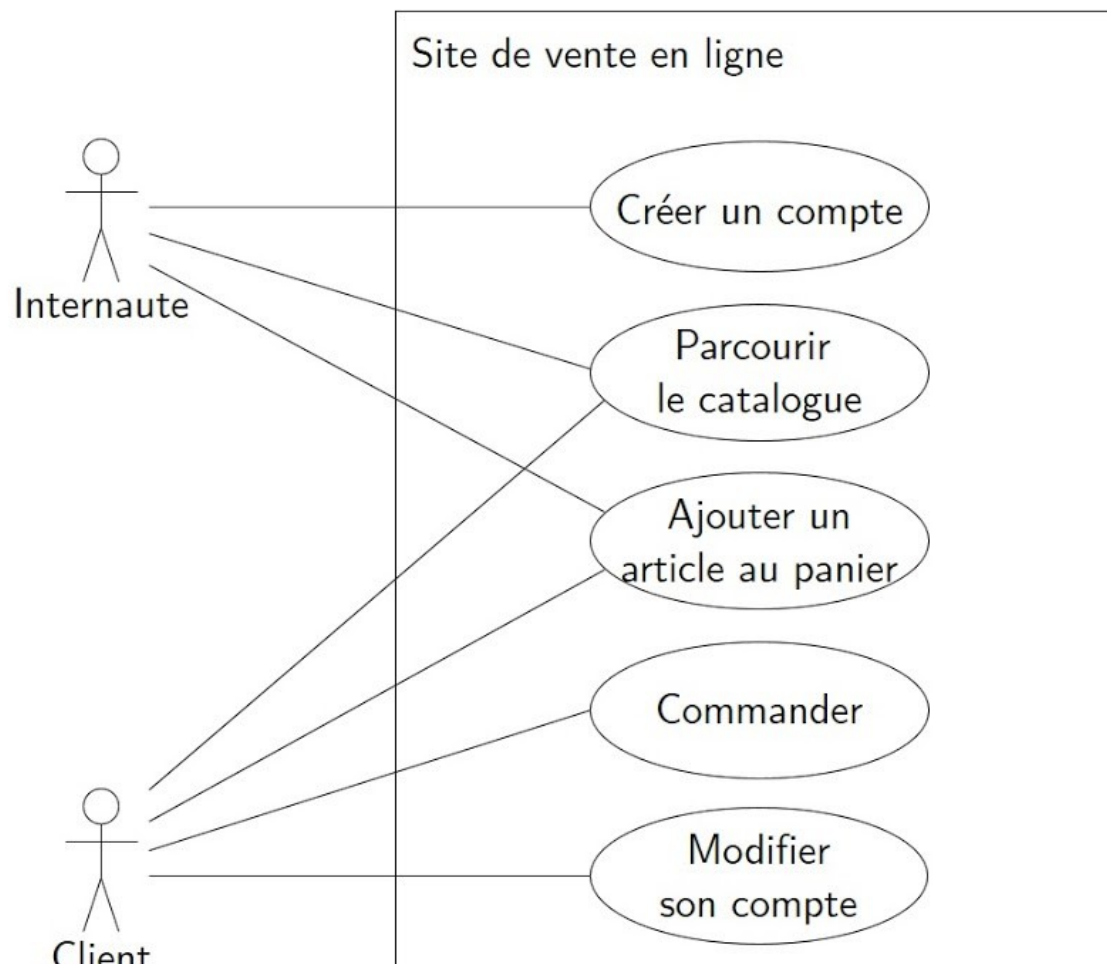 Site de vente en ligne
Créer un compte
Internaute
Parcourir
le catalogue
Ajouter un
article au panier
Commander
Modifier
son compte
Client